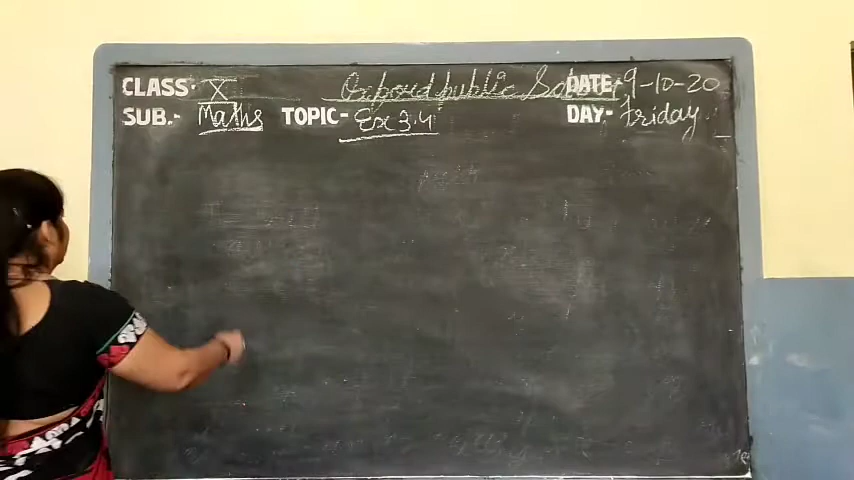 CLASS:- X Oxford public School DATE:- 9-10-20
SUB.:- Maths TOPIC:- Ex 3.4 DAY:- Friday